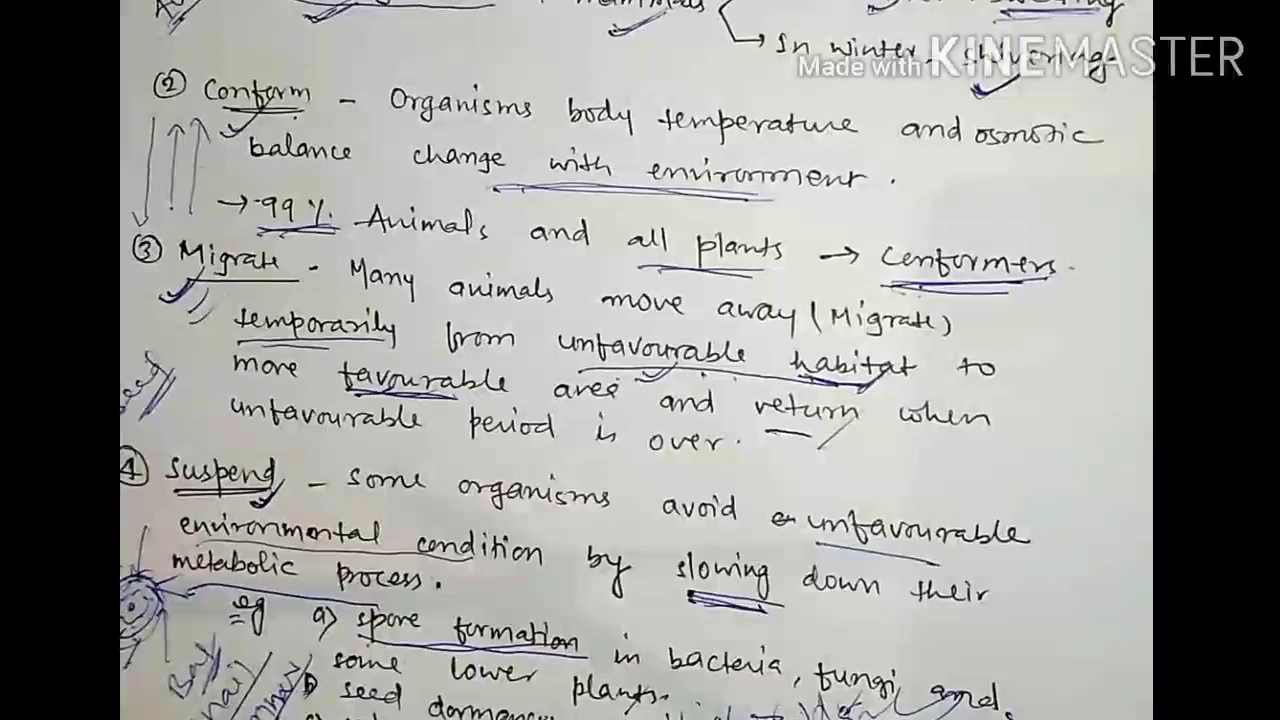 → In winter - shivering.
Made with KINEMASTER
② Conform - Organisms body temperature and osmotic
balance change with environment.
→ 99% Animals and all plants → Conformers.
③ Migrate - Many animals move away (Migrate)
temporarily from unfavourable habitat to
more favourable area and return when
unfavourable period is over.
④ Suspend - Some organisms avoid unfavourable
environmental condition by slowing down their
metabolic process.
eg a) spore formation in bacteria, fungi and
some lower plants.
b) seed dormancy